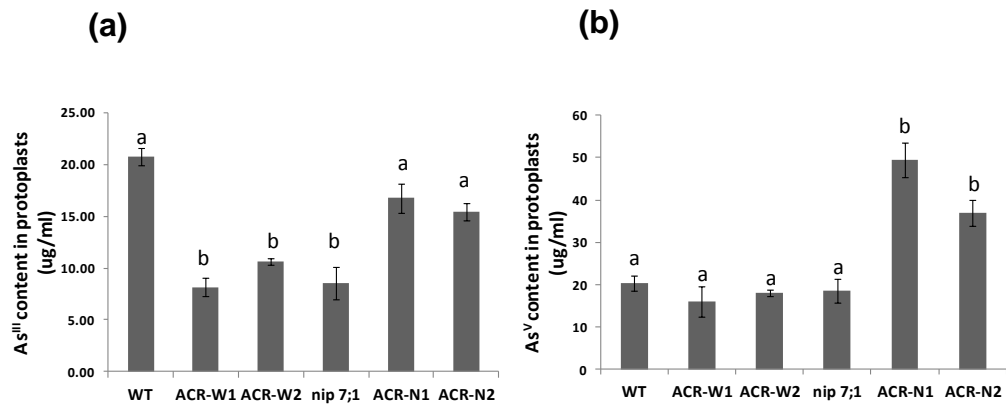 (a)
(b)
As^III content in protoplasts
(ug/ml)
25.00
20.00
15.00
10.00
5.00
0.00
a
b
b
b
a
a
WT ACR-W1 ACR-W2 nip 7;1 ACR-N1 ACR-N2
As^V content in protoplasts
(ug/ml)
60
50
40
30
20
10
0
a
a
a
a
b
b
WT ACR-W1 ACR-W2 nip 7;1 ACR-N1 ACR-N2